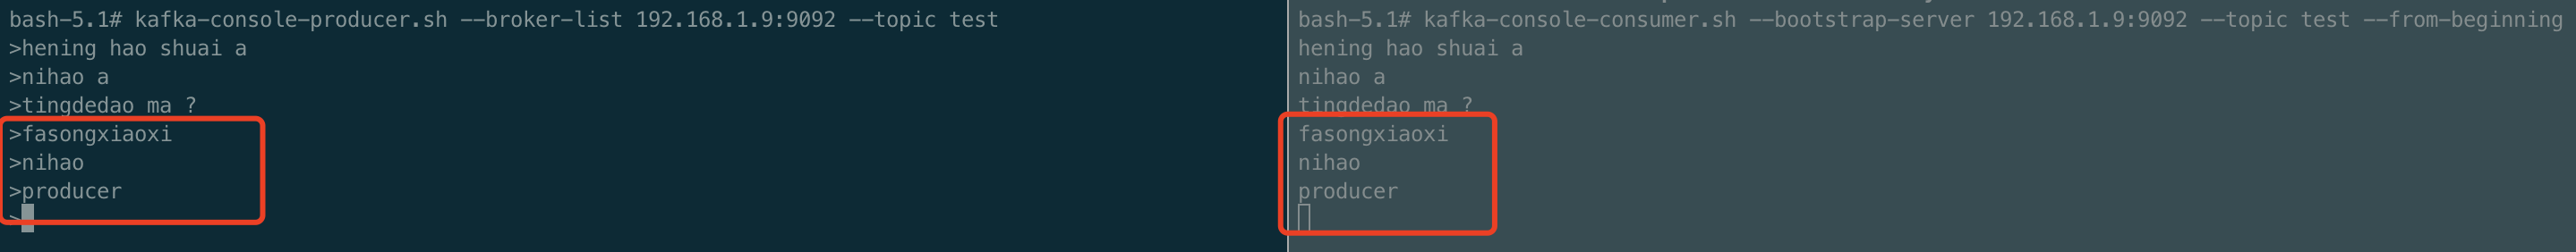 bash-5.1# kafka-console-producer.sh --broker-list 192.168.1.9:9092 --topic test
>hening hao shuai a
>nihao a
>tingdedao ma ?
>fasongxiaoxi
>nihao
>producer
>
bash-5.1# kafka-console-consumer.sh --bootstrap-server 192.168.1.9:9092 --topic test --from-beginning
hening hao shuai a
nihao a
tingdedao ma ?
fasongxiaoxi
nihao
producer